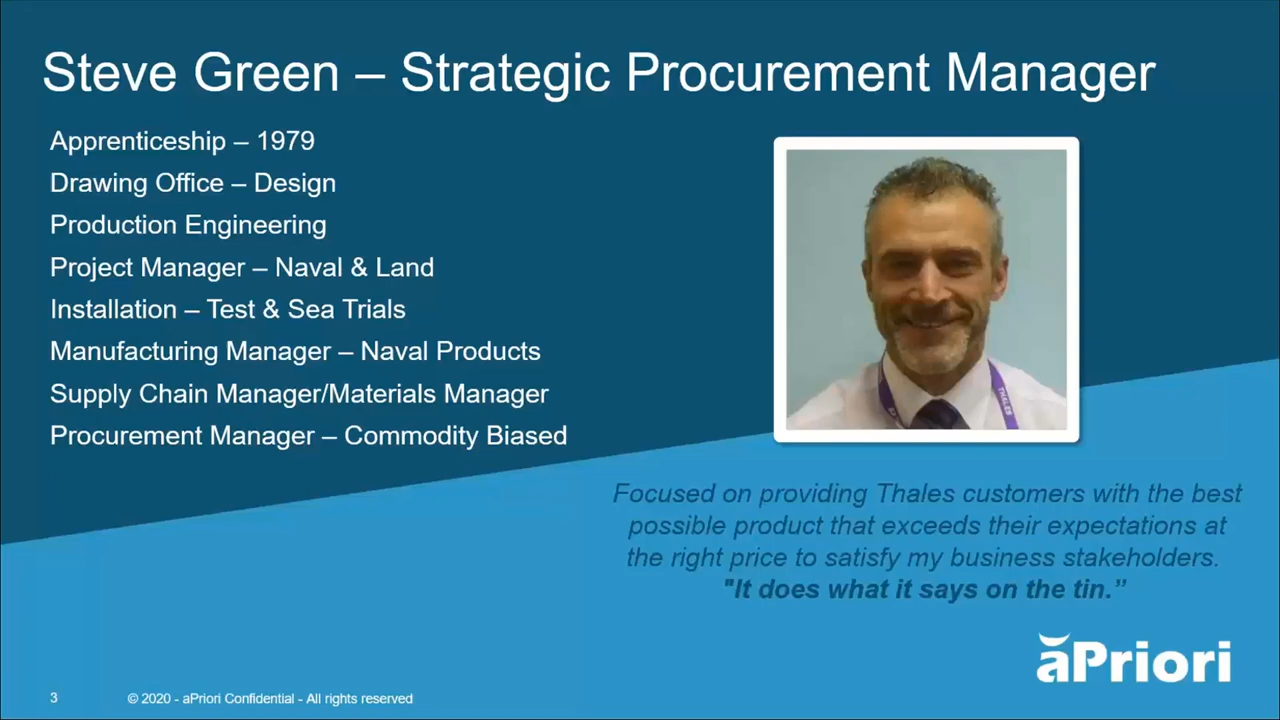 Steve Green – Strategic Procurement Manager
Apprenticeship – 1979
Drawing Office – Design
Production Engineering
Project Manager – Naval & Land
Installation – Test & Sea Trials
Manufacturing Manager – Naval Products
Supply Chain Manager/Materials Manager
Procurement Manager – Commodity Biased
THALES
Focused on providing Thales customers with the best
possible product that exceeds their expectations at
the right price to satisfy my business stakeholders.
"It does what it says on the tin.”
aPriori
3
© 2020 - aPriori Confidential - All rights reserved